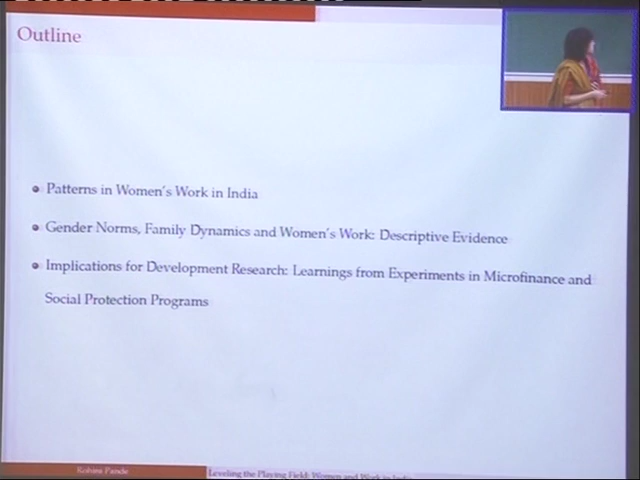 Outline
Patterns in Women's Work in India
Gender Norms, Family Dynamics and Women's Work: Descriptive Evidence
Implications for Development Research: Learnings from Experiments in Microfinance and
Social Protection Programs
Rohini Pande
Leveling the Playing Field: Women and Work in India